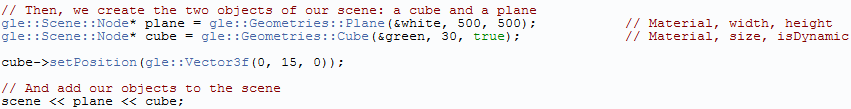 // Then, we create the two objects of our scene: a cube and a plane
gle::Scene::Node* plane = gle::Geometries::Plane(&white, 500, 500); // Material, width, height
gle::Scene::Node* cube = gle::Geometries::Cube(&green, 30, true); // Material, size, isDynamic
cube->setPosition(gle::Vector3f(0, 15, 0));
// And add our objects to the scene
scene << plane << cube;